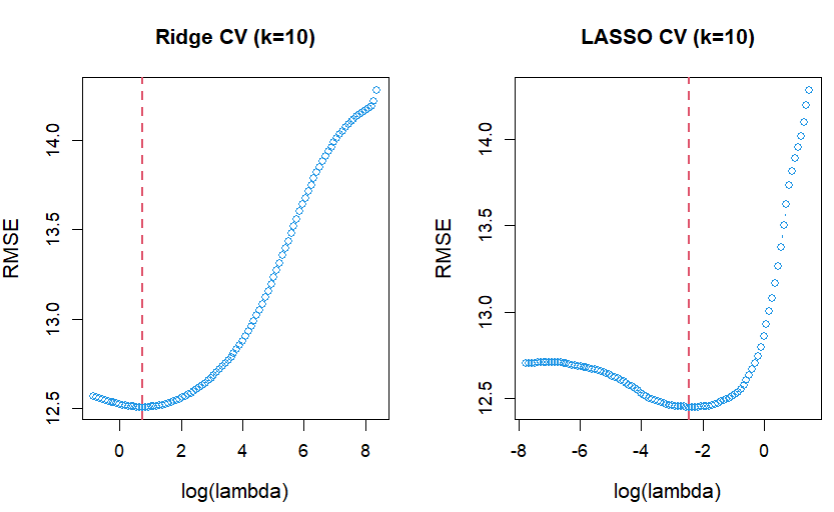 Ridge CV (k=10)
RMSE
14.0
13.5
13.0
12.5
0 2 4 6 8
log(lambda)
LASSO CV (k=10)
RMSE
14.0
13.5
13.0
12.5
-8 -6 -4 -2 0
log(lambda)